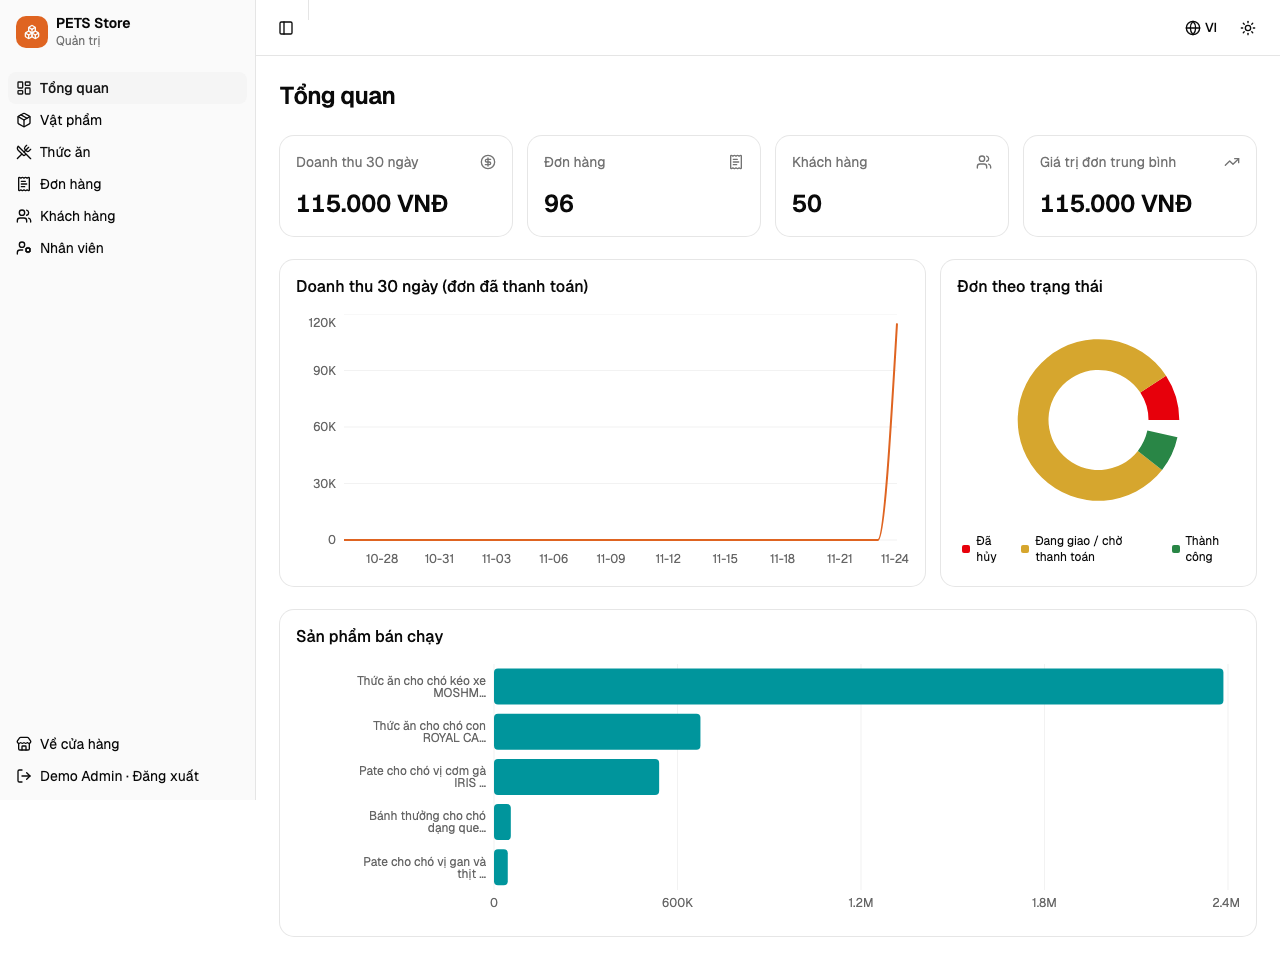 PETS Store
Quản trị
Tổng quan
Vật phẩm
Thức ăn
Đơn hàng
Khách hàng
Nhân viên
Về cửa hàng
Demo Admin · Đăng xuất
VI
Tổng quan
Doanh thu 30 ngày
115.000 VNĐ
Đơn hàng
96
Khách hàng
50
Giá trị đơn trung bình
115.000 VNĐ
Doanh thu 30 ngày (đơn đã thanh toán)
120K
90K
60K
30K
0
10-28 10-31 11-03 11-06 11-09 11-12 11-15 11-18 11-21 11-24
Đơn theo trạng thái
Đã
hủy
Đang giao / chờ
thanh toán
Thành
công
Sản phẩm bán chạy
Thức ăn cho chó kéo xe
MOSHM…
Thức ăn cho chó con
ROYAL CA…
Pate cho chó vị cơm gà
IRIS …
Bánh thưởng cho chó
dạng que…
Pate cho chó vị gan và
thịt …
0 600K 1.2M 1.8M 2.4M